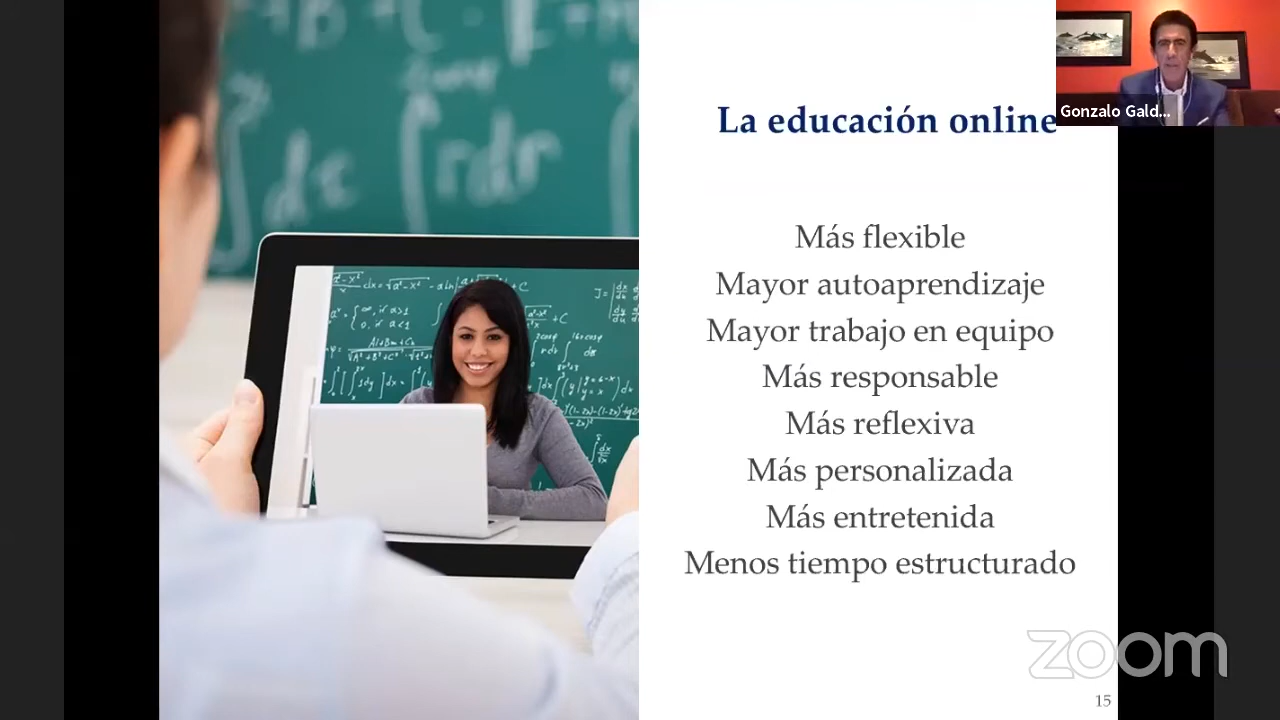 La educación online
Más flexible
Mayor autoaprendizaje
Mayor trabajo en equipo
Más responsable
Más reflexiva
Más personalizada
Más entretenida
Menos tiempo estructurado
15
Gonzalo Gald...
zoom